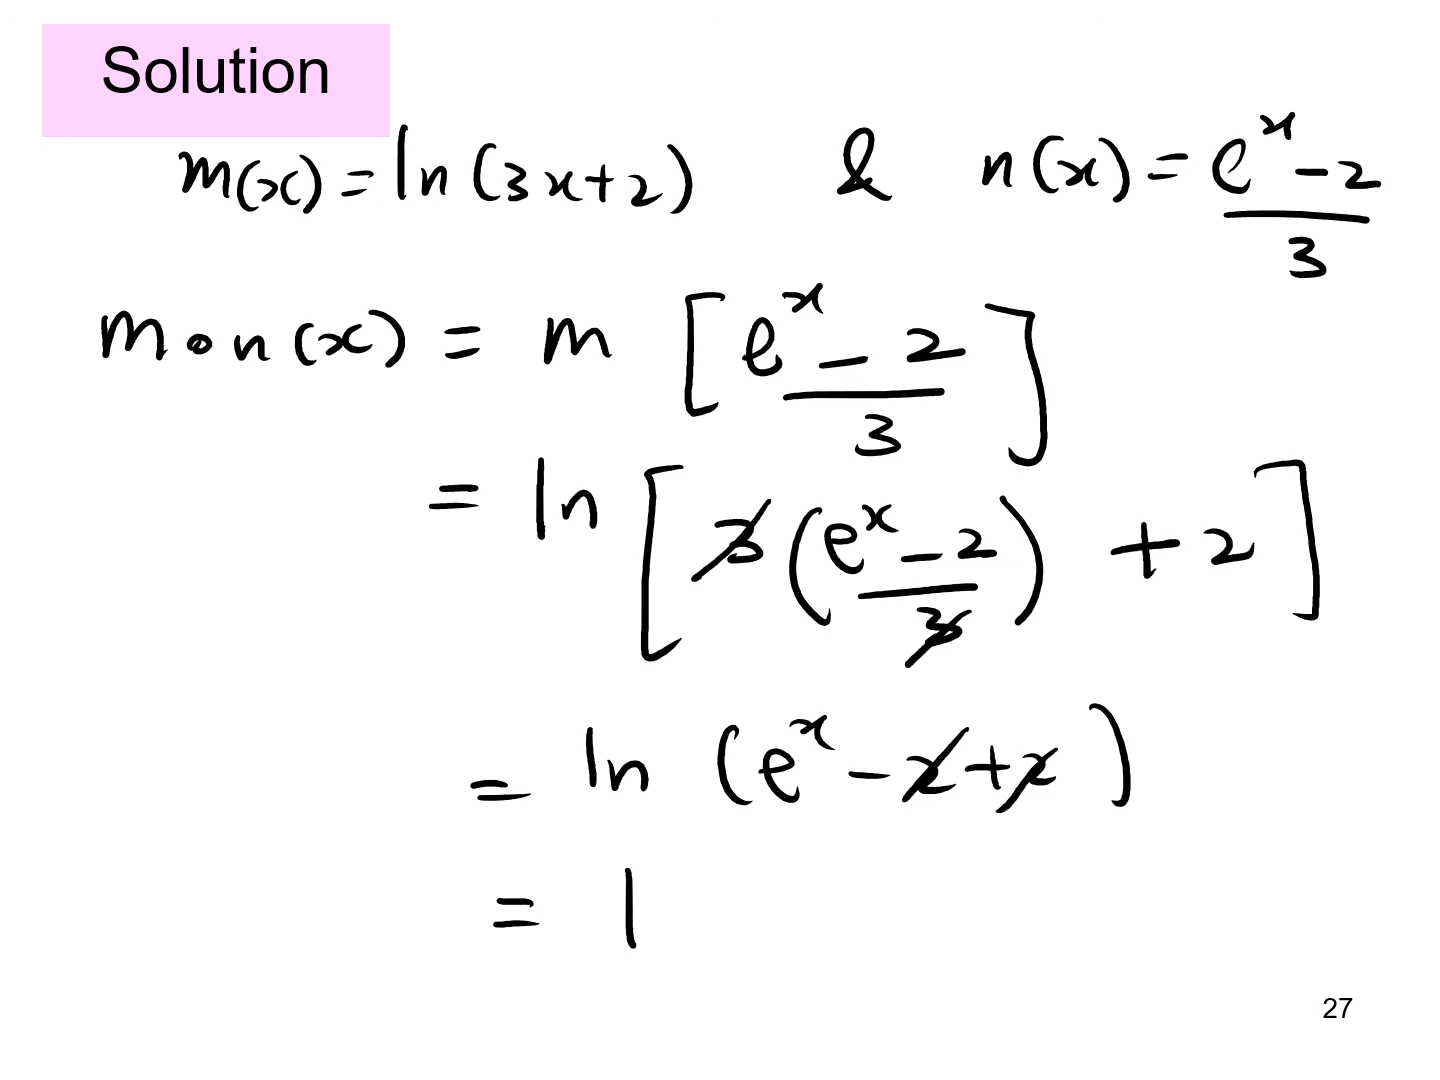 Solution
m(x) = ln(3x+2) & n(x) = e^x - 2 / 3
m∘n(x) = m [e^x - 2 / 3]
= ln [3(e^x - 2 / 3) + 2]
= ln (e^x - 2 + 2)
= 1
27